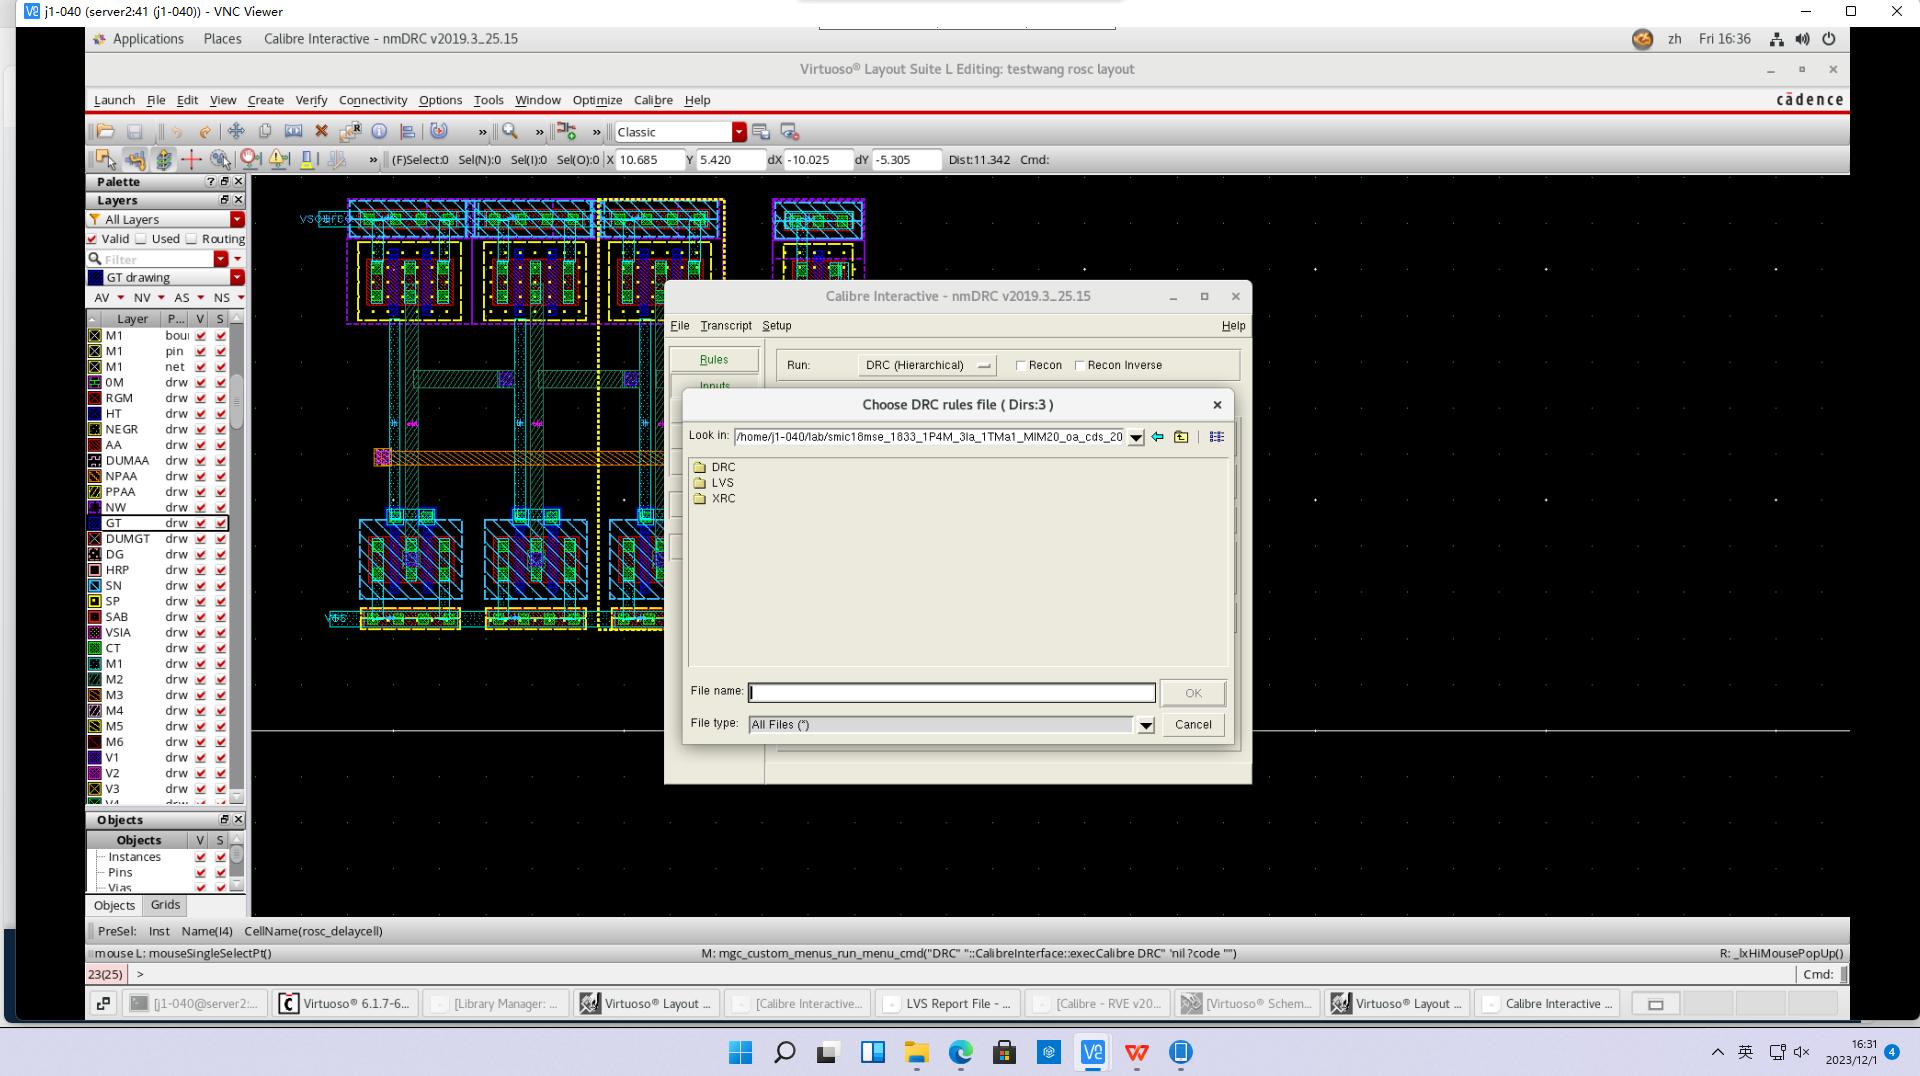 j1-040 (server2:41 (j1-040)) - VNC Viewer
Applications Places Calibre Interactive - nmDRC v2019.3_25.15 zh Fri 16:36
Virtuoso® Layout Suite L Editing: testwang rosc layout
Launch File Edit View Create Verify Connectivity Options Tools Window Optimize Calibre Help cādence
» » » Classic
» (F)Select:0 Sel(N):0 Sel(I):0 Sel(O):0 X 10.685 Y 5.420 dX -10.025 dY -5.305 Dist:11.342 Cmd:
Palette
Layers
All Layers
Valid Used Routing
Filter
GT drawing
AV NV AS NS
Layer P... V S
M1 bour
M1 pin
M1 net
0M drw
RGM drw
HT drw
NEGR drw
AA drw
DUMAA drw
NPAA drw
PPAA drw
NW drw
GT drw
DUMGT drw
DG drw
HRP drw
SN drw
SP drw
SAB drw
VSIA drw
CT drw
M1 drw
M2 drw
M3 drw
M4 drw
M5 drw
M6 drw
V1 drw
V2 drw
V3 drw
V4 drw
Objects
Objects V S
Instances
Pins
Vias
Objects Grids
Calibre Interactive - nmDRC v2019.3_25.15
File Transcript Setup Help
Rules
Inputs
Run: DRC (Hierarchical) Recon Recon Inverse
Choose DRC rules file ( Dirs:3 )
Look in: /home/j1-040/lab/smic18mse_1833_1P4M_3Ia_1TMa1_MIM20_oa_cds_20
DRC
LVS
XRC
File name: OK
File type: All Files (*) Cancel
PreSel: Inst Name(I4) CellName(rosc_delaycell)
mouse L: mouseSingleSelectPt() M: mgc_custom_menus_run_menu_cmd("DRC" "::CalibreInterface::execCalibre DRC" 'nil ?code "") R: _lxHiMousePopUp()
23(25) > Cmd:
[j1-040@server2:... Virtuoso® 6.1.7-6... [Library Manager: ... Virtuoso® Layout ... [Calibre Interactive... LVS Report File - ... [Calibre - RVE v20... [Virtuoso® Schem... Virtuoso® Layout ... Calibre Interactive ...
英 16:31
2023/12/1 4